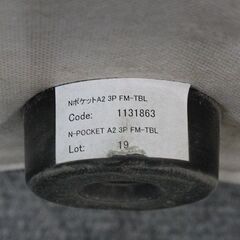 NポケットA2 3P FM-TBL
Code: 1131863
N-POCKET A2 3P FM-TBL
Lot: 19